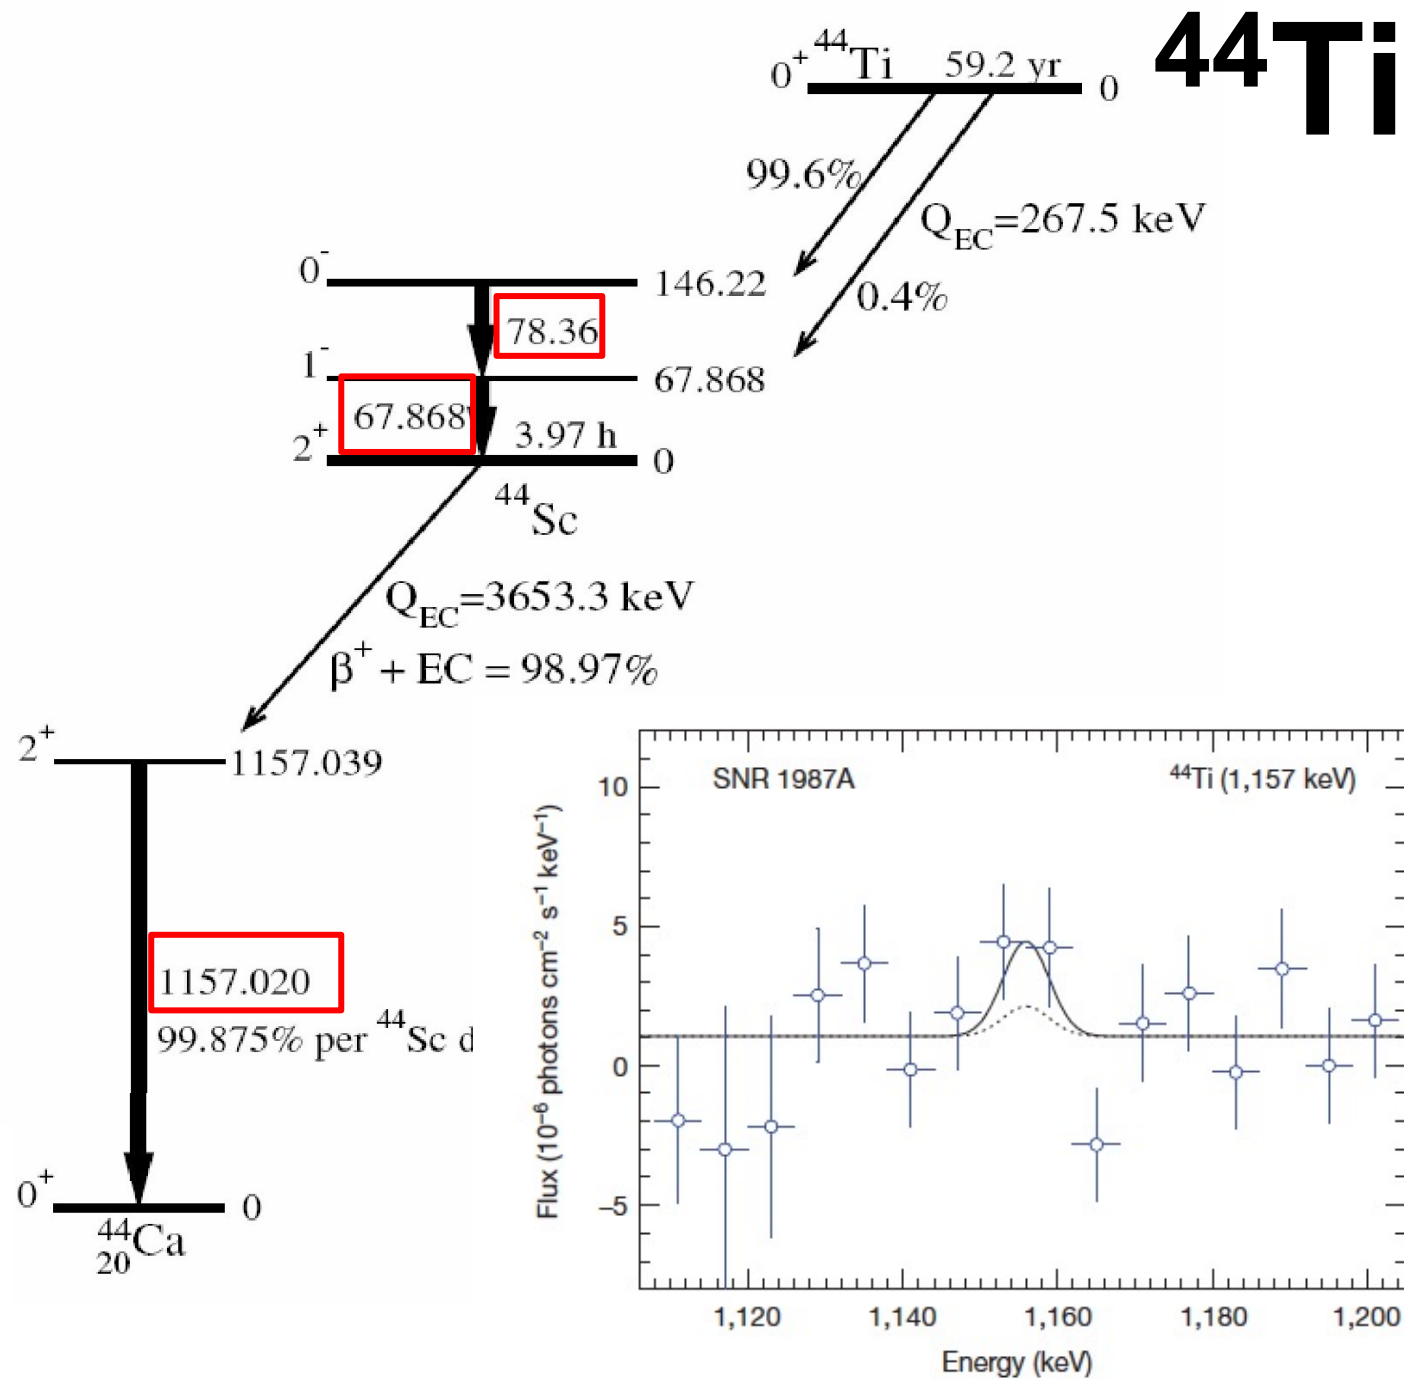 ⁴⁴Ti
0⁺ ⁴⁴Ti 59.2 yr 0
99.6%
Q_EC=267.5 keV
0.4%
0⁻ 146.22
78.36
1⁻ 67.868
67.868
2⁺ 3.97 h 0
⁴⁴Sc
Q_EC=3653.3 keV
β⁺ + EC = 98.97%
2⁺ 1157.039
1157.020
99.875% per ⁴⁴Sc d
0⁺ 0
⁴⁴₂₀Ca
SNR 1987A ⁴⁴Ti (1,157 keV)
Flux (10⁻⁶ photons cm⁻² s⁻¹ keV⁻¹)
10
5
0
–5
1,120 1,140 1,160 1,180 1,200
Energy (keV)